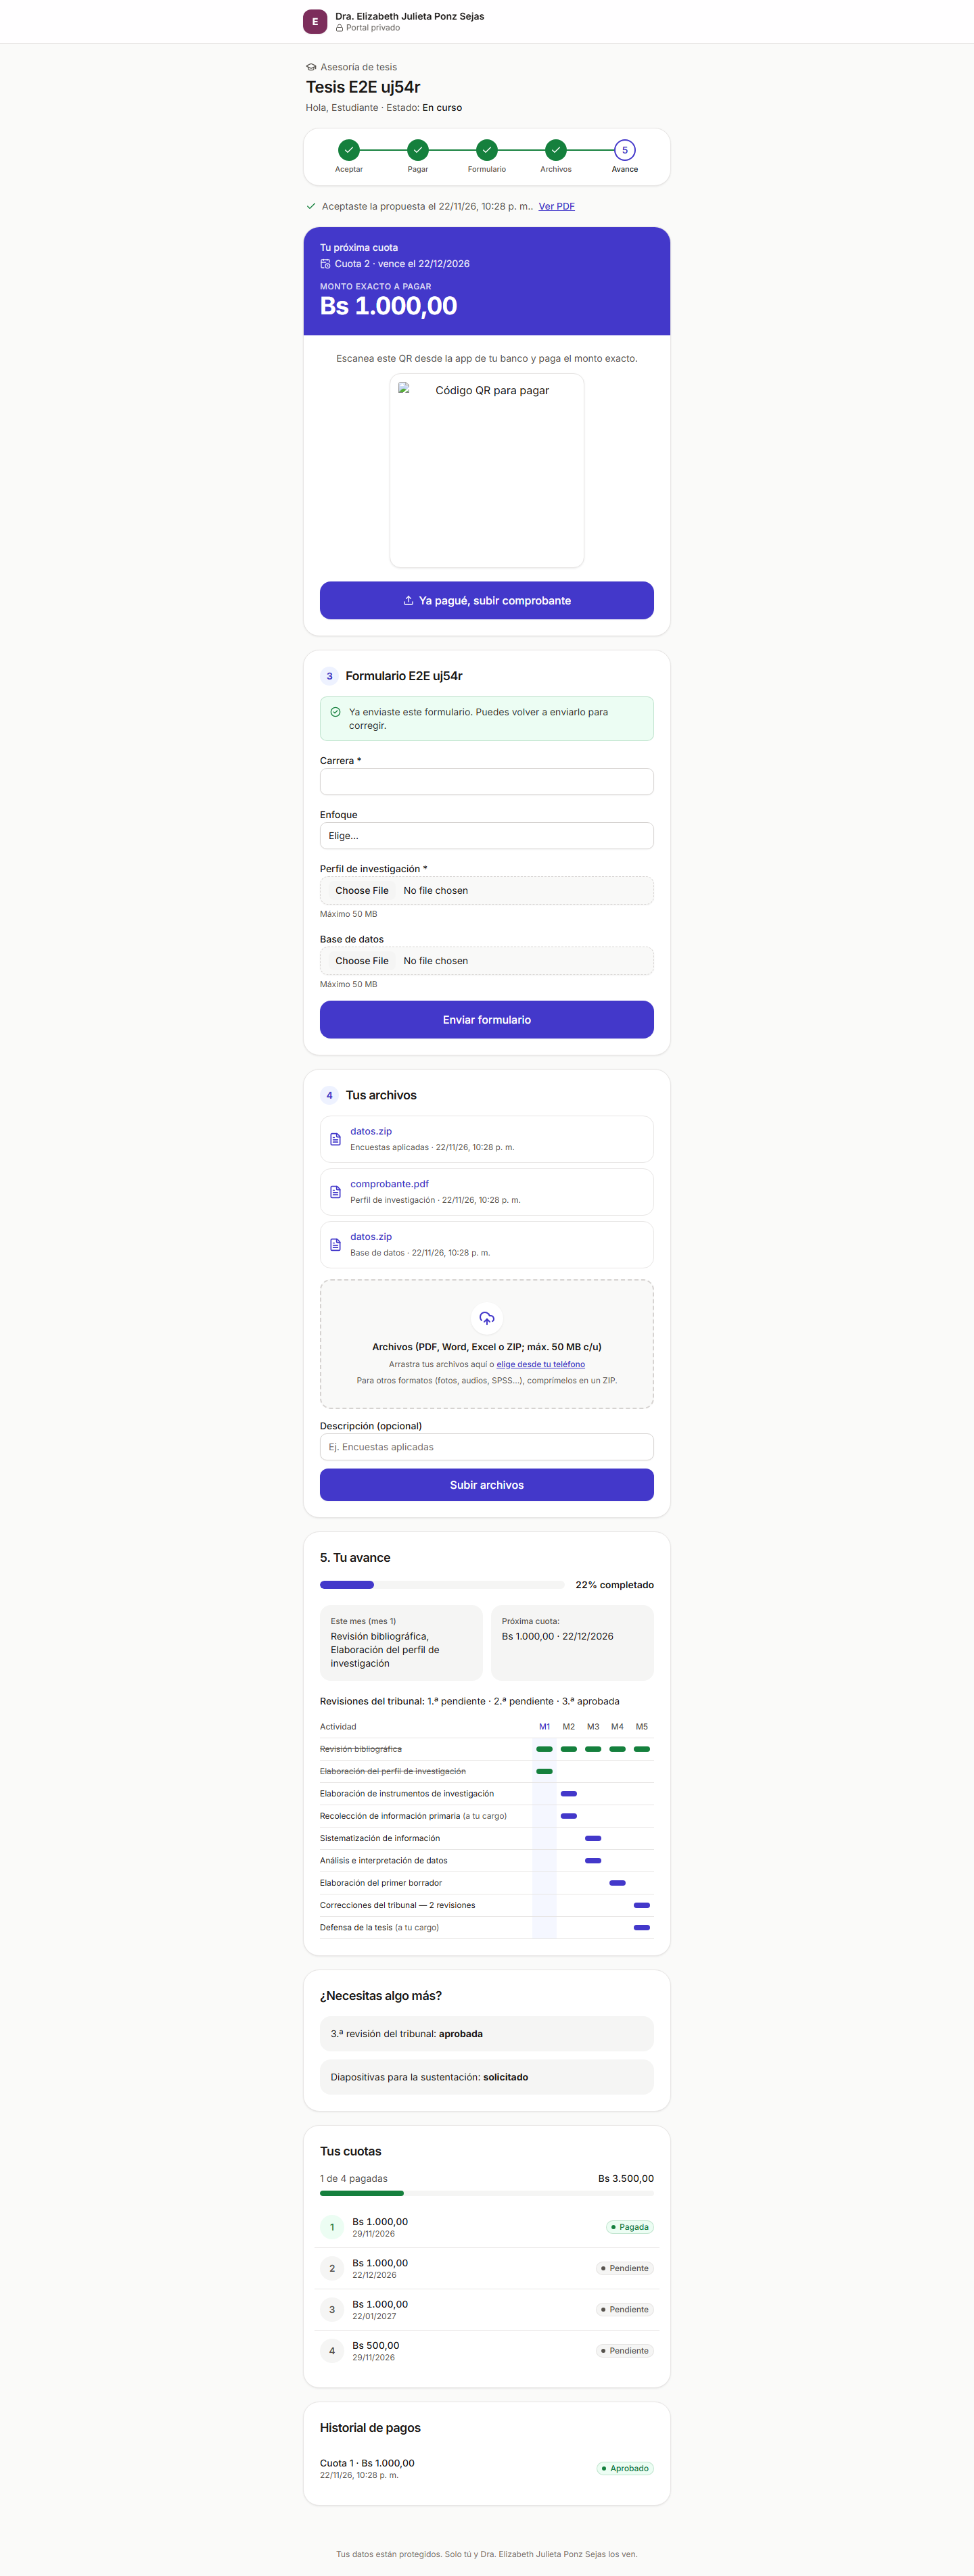 E
Dra. Elizabeth Julieta Ponz Sejas
Portal privado
Asesoría de tesis
Tesis E2E uj54r
Hola, Estudiante · Estado: En curso
5
Aceptar Pagar Formulario Archivos Avance
Aceptaste la propuesta el 22/11/26, 10:28 p. m.. Ver PDF
Tu próxima cuota
Cuota 2 · vence el 22/12/2026
MONTO EXACTO A PAGAR
Bs 1.000,00
Escanea este QR desde la app de tu banco y paga el monto exacto.
Código QR para pagar
Ya pagué, subir comprobante
3 Formulario E2E uj54r
Ya enviaste este formulario. Puedes volver a enviarlo para
corregir.
Carrera *
Enfoque
Elige...
Perfil de investigación *
Choose File No file chosen
Máximo 50 MB
Base de datos
Choose File No file chosen
Máximo 50 MB
Enviar formulario
4 Tus archivos
datos.zip
Encuestas aplicadas · 22/11/26, 10:28 p. m.
comprobante.pdf
Perfil de investigación · 22/11/26, 10:28 p. m.
datos.zip
Base de datos · 22/11/26, 10:28 p. m.
Archivos (PDF, Word, Excel o ZIP; máx. 50 MB c/u)
Arrastra tus archivos aquí o elige desde tu teléfono
Para otros formatos (fotos, audios, SPSS...), comprímelos en un ZIP.
Descripción (opcional)
Ej. Encuestas aplicadas
Subir archivos
5. Tu avance
22% completado
Este mes (mes 1)
Revisión bibliográfica,
Elaboración del perfil de
investigación
Próxima cuota:
Bs 1.000,00 · 22/12/2026
Revisiones del tribunal: 1.ª pendiente · 2.ª pendiente · 3.ª aprobada
Actividad M1 M2 M3 M4 M5
Revisión bibliográfica
Elaboración del perfil de investigación
Elaboración de instrumentos de investigación
Recolección de información primaria (a tu cargo)
Sistematización de información
Análisis e interpretación de datos
Elaboración del primer borrador
Correcciones del tribunal — 2 revisiones
Defensa de la tesis (a tu cargo)
¿Necesitas algo más?
3.ª revisión del tribunal: aprobada
Diapositivas para la sustentación: solicitado
Tus cuotas
1 de 4 pagadas Bs 3.500,00
1 Bs 1.000,00 Pagada
29/11/2026
2 Bs 1.000,00 Pendiente
22/12/2026
3 Bs 1.000,00 Pendiente
22/01/2027
4 Bs 500,00 Pendiente
29/11/2026
Historial de pagos
Cuota 1 · Bs 1.000,00 Aprobado
22/11/26, 10:28 p. m.
Tus datos están protegidos. Solo tú y Dra. Elizabeth Julieta Ponz Sejas los ven.